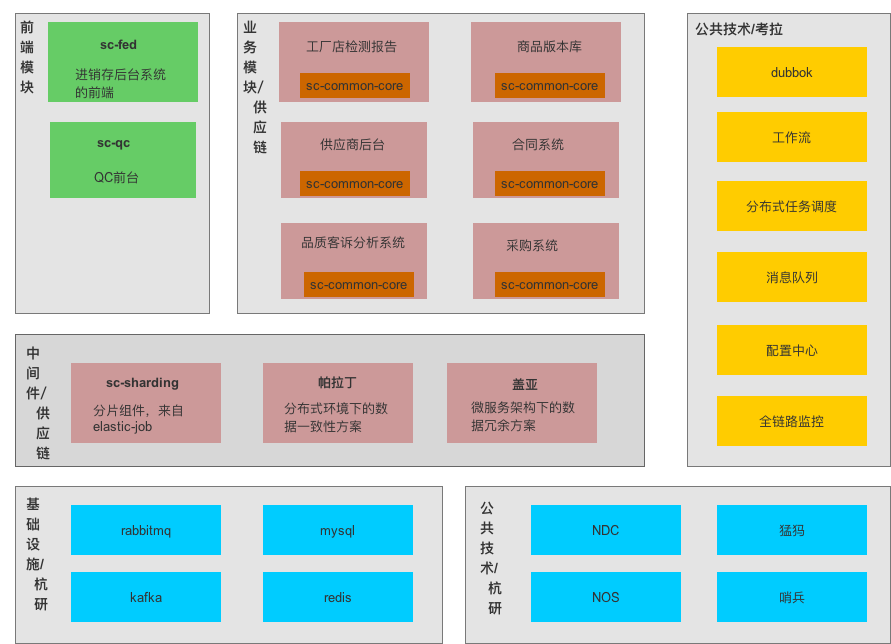 前端模块
sc-fed
进销存后台系统
的前端
sc-qc
QC前台
业务模块/供应链
工厂店检测报告
sc-common-core
商品版本库
sc-common-core
供应商后台
sc-common-core
合同系统
sc-common-core
品质客诉分析系统
sc-common-core
采购系统
sc-common-core
公共技术/考拉
dubbok
工作流
分布式任务调度
消息队列
配置中心
全链路监控
中间件/供应链
sc-sharding
分片组件，来自
elastic-job
帕拉丁
分布式环境下的数
据一致性方案
盖亚
微服务架构下的数
据冗余方案
基础设施/杭研
rabbitmq
mysql
kafka
redis
公共技术/杭研
NDC
猛犸
NOS
哨兵